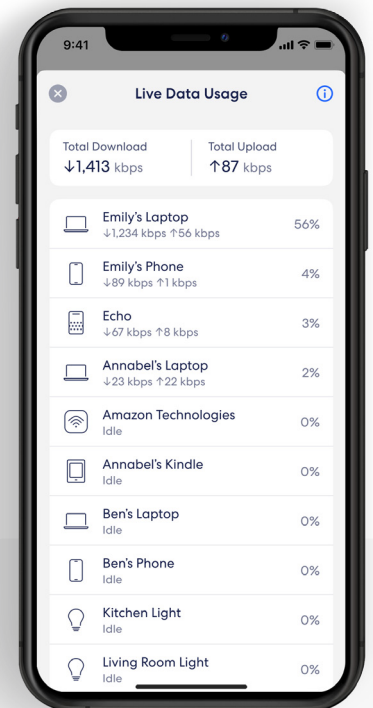 9:41
Live Data Usage
Total Download
↓1,413 kbps
Total Upload
↑87 kbps
Emily's Laptop
↓1,234 kbps ↑56 kbps
56%
Emily's Phone
↓89 kbps ↑1 kbps
4%
Echo
↓67 kbps ↑8 kbps
3%
Annabel's Laptop
↓23 kbps ↑22 kbps
2%
Amazon Technologies
Idle
0%
Annabel's Kindle
Idle
0%
Ben's Laptop
Idle
0%
Ben's Phone
Idle
0%
Kitchen Light
Idle
0%
Living Room Light
Idle
0%